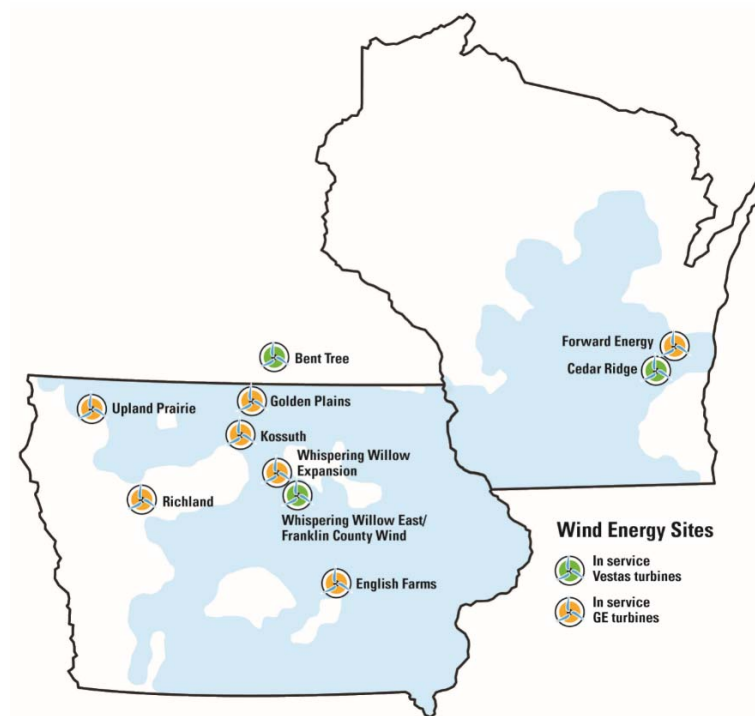 Forward Energy
Cedar Ridge
Bent Tree
Golden Plains
Upland Prairie
Kossuth
Whispering Willow
Expansion
Richland
Whispering Willow East/
Franklin County Wind
English Farms
Wind Energy Sites
In service
Vestas turbines
In service
GE turbines